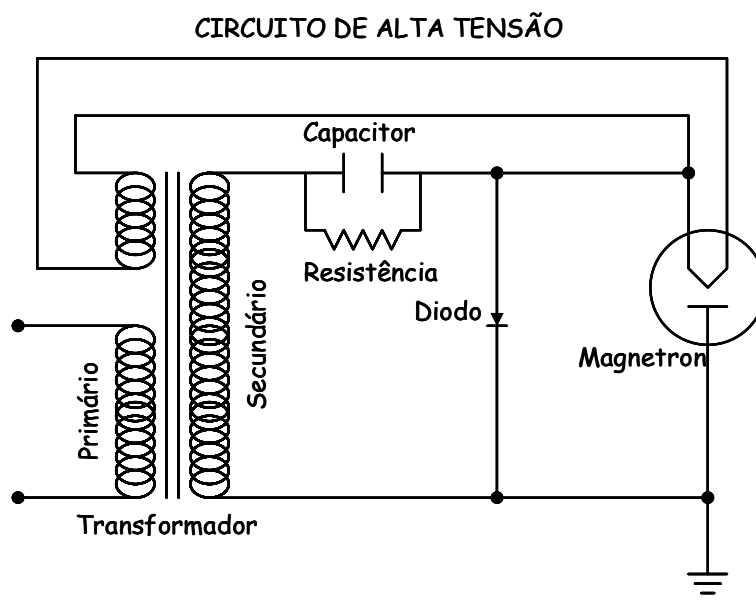 CIRCUITO DE ALTA TENSÃO
Capacitor
Resistência
Diodo
Secundário
Magnetron
Primário
Transformador